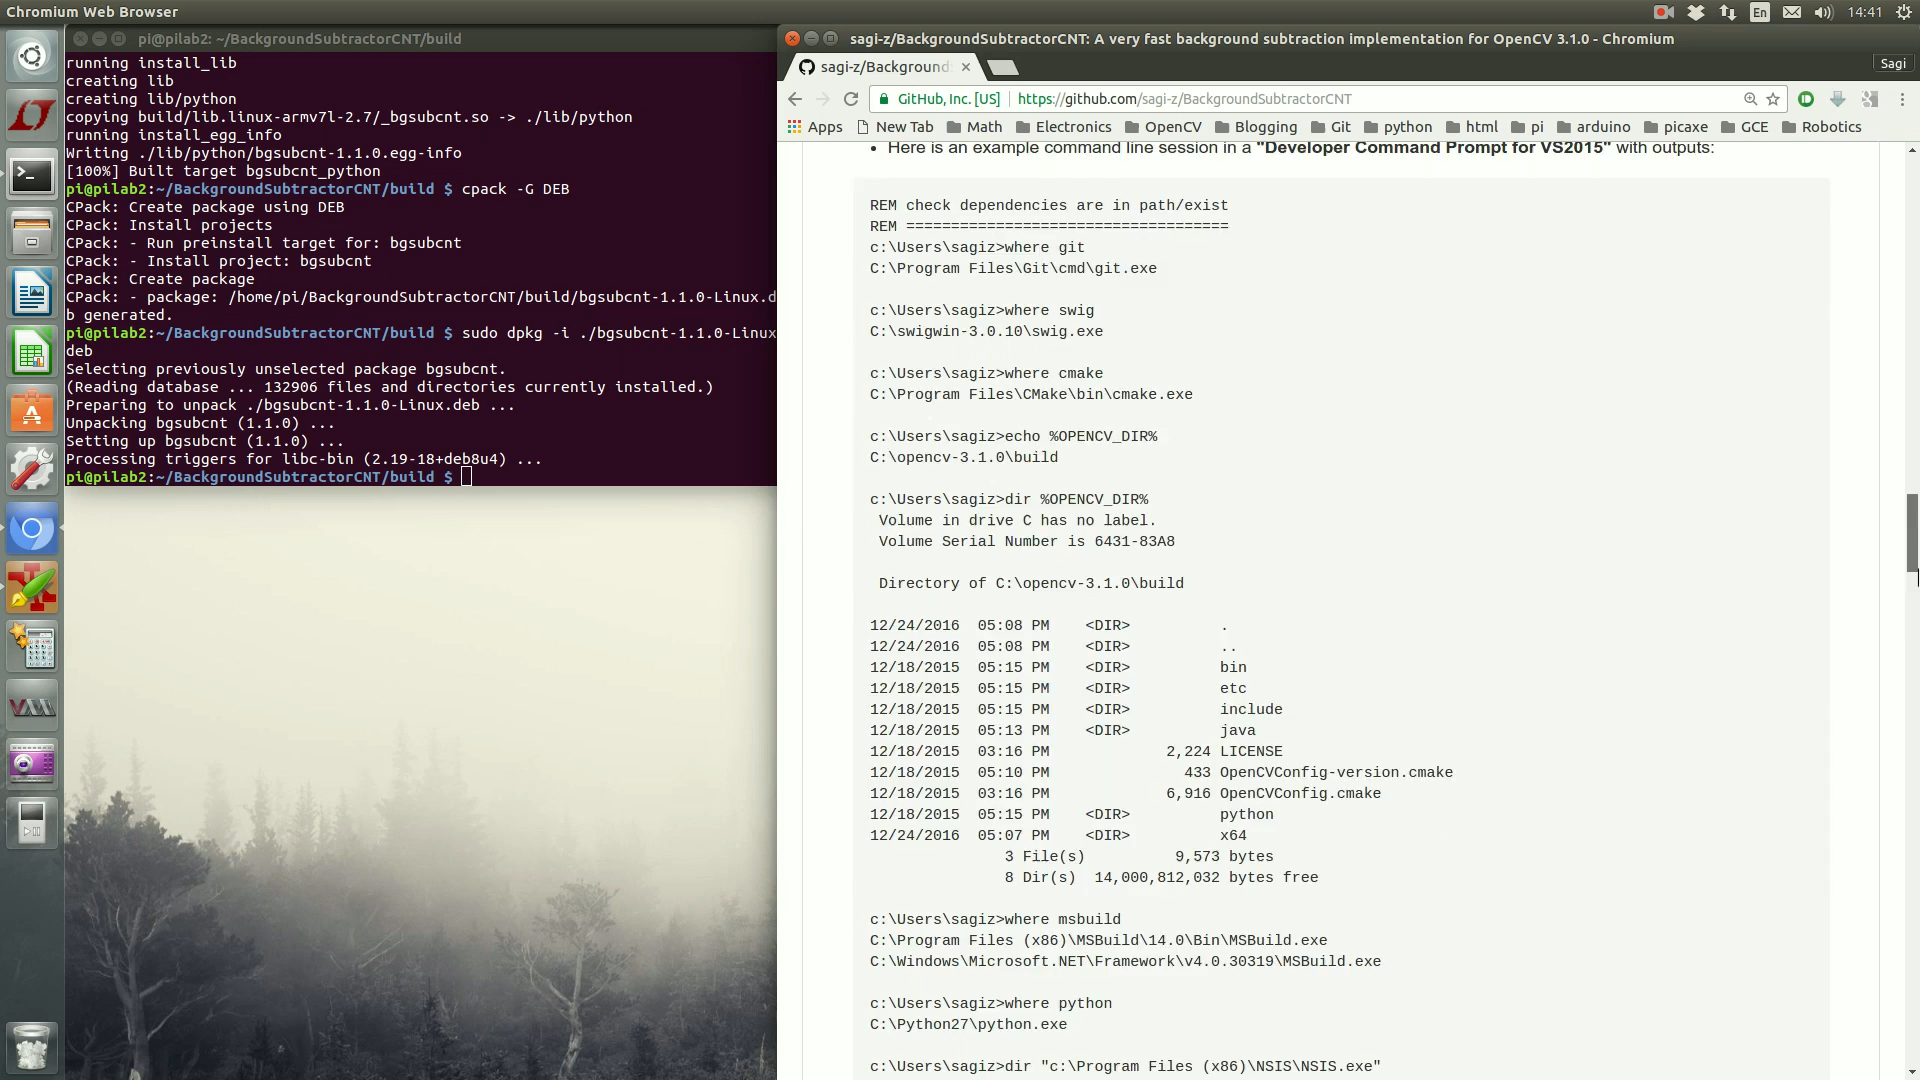 Chromium Web Browser
En
14:41
pi@pilab2: ~/BackgroundSubtractorCNT/build
running install_lib
creating lib
creating lib/python
copying build/lib.linux-armv7l-2.7/_bgsubcnt.so -> ./lib/python
running install_egg_info
Writing ./lib/python/bgsubcnt-1.1.0.egg-info
[100%] Built target bgsubcnt_python
pi@pilab2:~/BackgroundSubtractorCNT/build $ cpack -G DEB
CPack: Create package using DEB
CPack: Install projects
CPack: - Run preinstall target for: bgsubcnt
CPack: - Install project: bgsubcnt
CPack: Create package
CPack: - package: /home/pi/BackgroundSubtractorCNT/build/bgsubcnt-1.1.0-Linux.d
b generated.
pi@pilab2:~/BackgroundSubtractorCNT/build $ sudo dpkg -i ./bgsubcnt-1.1.0-Linux
deb
Selecting previously unselected package bgsubcnt.
(Reading database ... 132906 files and directories currently installed.)
Preparing to unpack ./bgsubcnt-1.1.0-Linux.deb ...
Unpacking bgsubcnt (1.1.0) ...
Setting up bgsubcnt (1.1.0) ...
Processing triggers for libc-bin (2.19-18+deb8u4) ...
pi@pilab2:~/BackgroundSubtractorCNT/build $
sagi-z/BackgroundSubtractorCNT: A very fast background subtraction implementation for OpenCV 3.1.0 - Chromium
sagi-z/Background
Sagi
GitHub, Inc. [US] https://github.com/sagi-z/BackgroundSubtractorCNT
Apps New Tab Math Electronics OpenCV Blogging Git python html pi arduino picaxe GCE Robotics
• Here is an example command line session in a "Developer Command Prompt for VS2015" with outputs:
REM check dependencies are in path/exist
REM ====================================
c:\Users\sagiz>where git
C:\Program Files\Git\cmd\git.exe
c:\Users\sagiz>where swig
C:\swigwin-3.0.10\swig.exe
c:\Users\sagiz>where cmake
C:\Program Files\CMake\bin\cmake.exe
c:\Users\sagiz>echo %OPENCV_DIR%
C:\opencv-3.1.0\build
c:\Users\sagiz>dir %OPENCV_DIR%
Volume in drive C has no label.
Volume Serial Number is 6431-83A8
Directory of C:\opencv-3.1.0\build
12/24/2016 05:08 PM <DIR> .
12/24/2016 05:08 PM <DIR> ..
12/18/2015 05:15 PM <DIR> bin
12/18/2015 05:15 PM <DIR> etc
12/18/2015 05:15 PM <DIR> include
12/18/2015 05:13 PM <DIR> java
12/18/2015 03:16 PM 2,224 LICENSE
12/18/2015 05:10 PM 433 OpenCVConfig-version.cmake
12/18/2015 03:16 PM 6,916 OpenCVConfig.cmake
12/18/2015 05:15 PM <DIR> python
12/24/2016 05:07 PM <DIR> x64
3 File(s) 9,573 bytes
8 Dir(s) 14,000,812,032 bytes free
c:\Users\sagiz>where msbuild
C:\Program Files (x86)\MSBuild\14.0\Bin\MSBuild.exe
C:\Windows\Microsoft.NET\Framework\v4.0.30319\MSBuild.exe
c:\Users\sagiz>where python
C:\Python27\python.exe
c:\Users\sagiz>dir "c:\Program Files (x86)\NSIS\NSIS.exe"